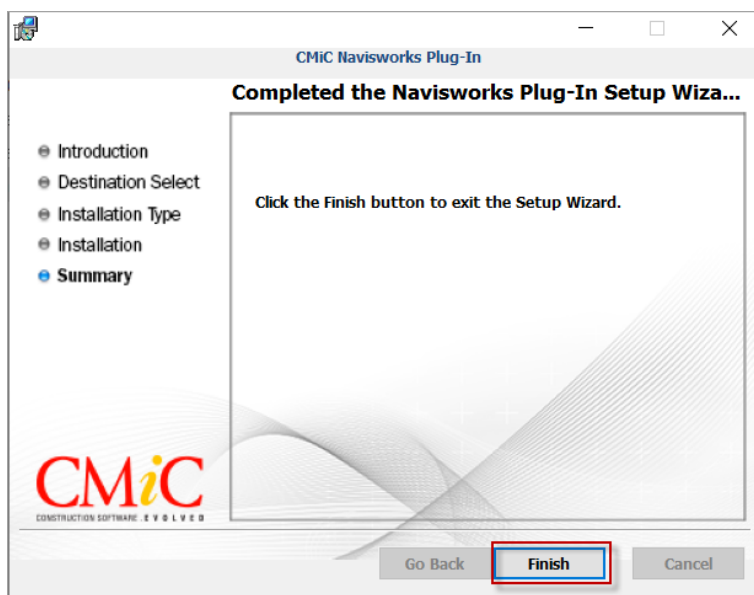 CMiC Navisworks Plug-In
Completed the Navisworks Plug-In Setup Wiza...
Introduction
Destination Select
Installation Type
Installation
Summary
Click the Finish button to exit the Setup Wizard.
CMiC
CONSTRUCTION SOFTWARE. EVOLVED
Go Back
Finish
Cancel